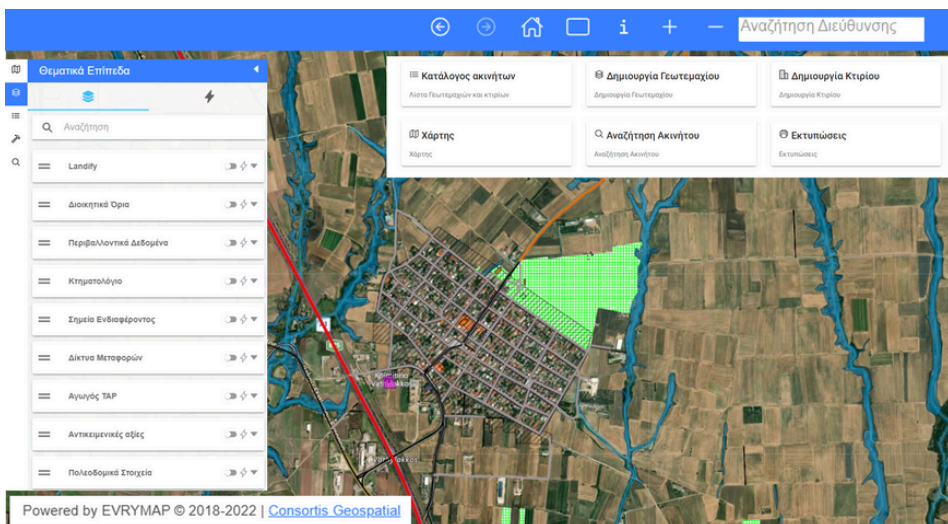 i
Αναζήτηση Διεύθυνσης
Θεματικά Επίπεδα
Αναζήτηση
Landify
Διοικητικά Όρια
Περιβαλλοντικά Δεδομένα
Κτηματολόγιο
Σημεία Ενδιαφέροντος
Δίκτυα Μεταφορών
Αγωγός TAP
Αντικειμενικές αξίες
Πολεοδομικά Στοιχεία
Κατάλογος ακινήτων
Λίστα Γεωτεμαχίων και κτιρίων
Δημιουργία Γεωτεμαχίου
Δημιουργία Γεωτεμαχίου
Δημιουργία Κτιρίου
Δημιουργία Κτιρίου
Χάρτης
Χάρτης
Αναζήτηση Ακινήτου
Αναζήτηση Ακινήτου
Εκτυπώσεις
Εκτυπώσεις
Powered by EVRYMAP © 2018-2022 | Consortis Geospatial